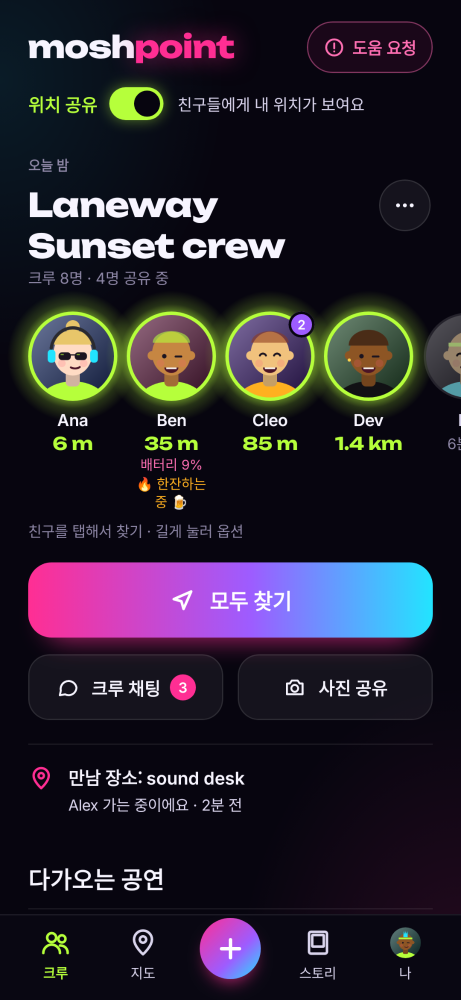 moshpoint
도움 요청
위치 공유
친구들에게 내 위치가 보여요
오늘 밤
Laneway
Sunset crew
크루 8명 · 4명 공유 중
2
Ana
Ben
Cleo
Dev
6 m
35 m
85 m
1.4 km
배터리 9%
🔥 한잔하는
중 🍺
친구를 탭해서 찾기 · 길게 눌러 옵션
모두 찾기
크루 채팅 3
사진 공유
만남 장소: sound desk
Alex 가는 중이에요 · 2분 전
다가오는 공연
크루
지도
스토리
나